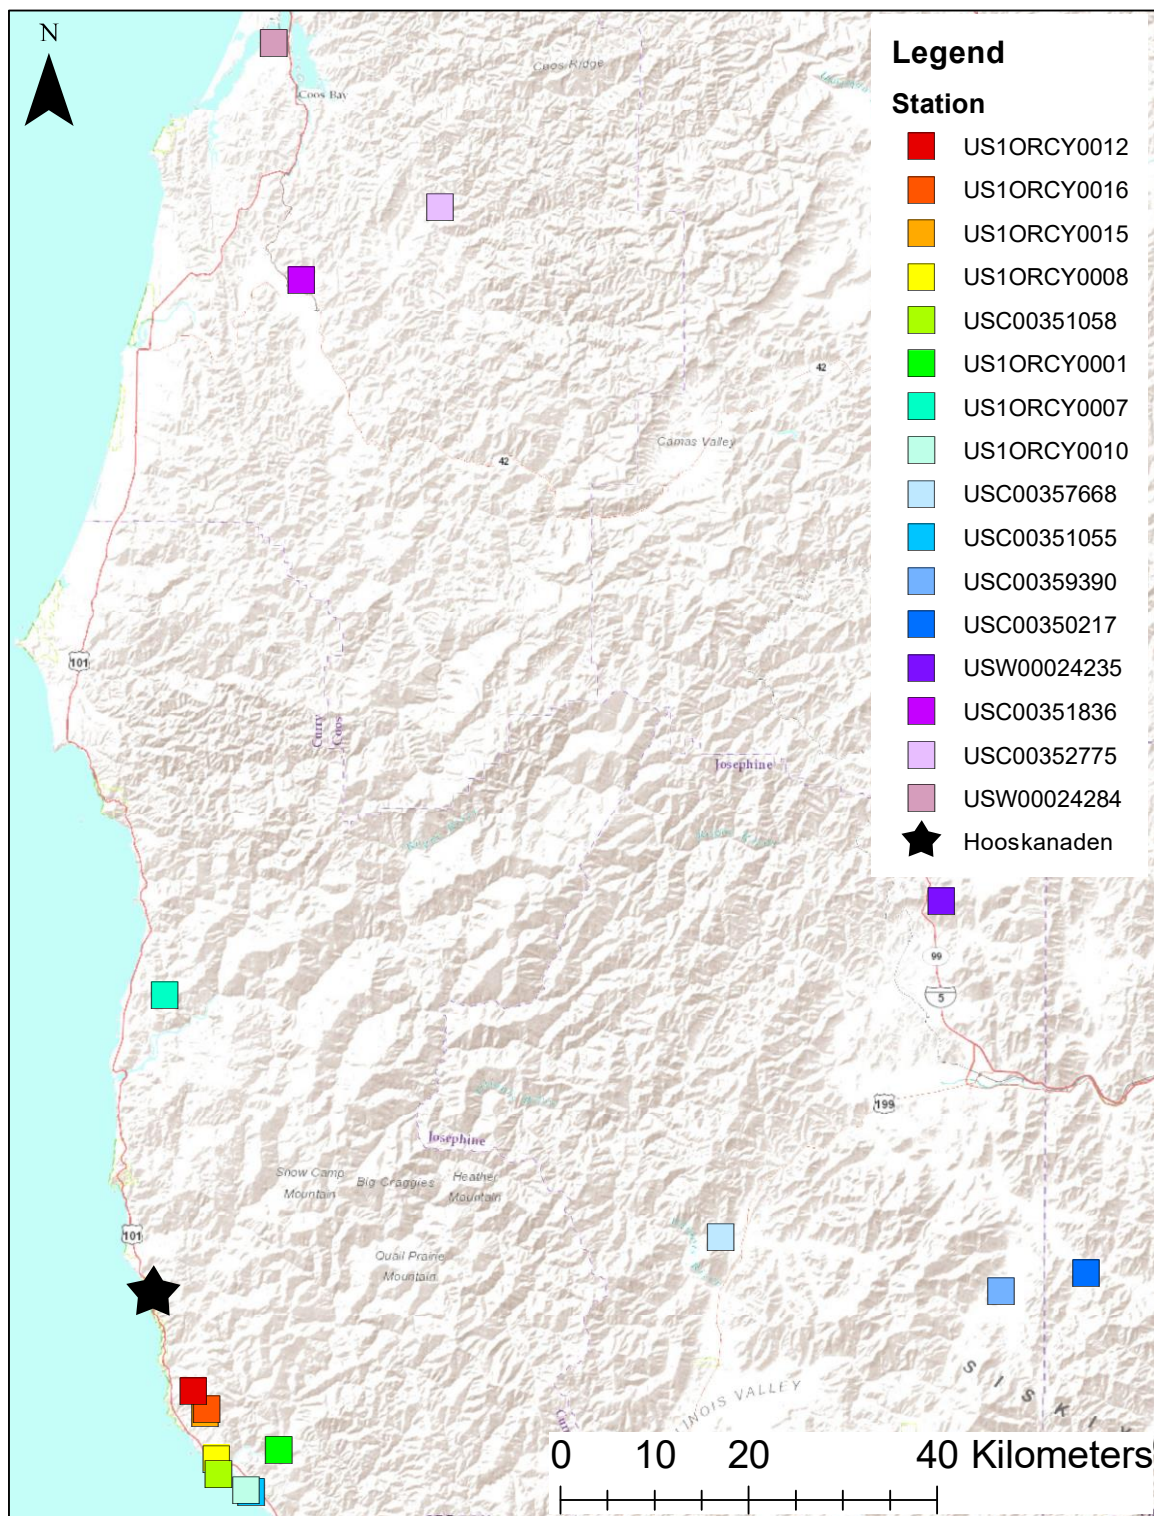 N
Coos Ridge
Coos Bay
Legend
Station
US1ORCY0012
US1ORCY0016
US1ORCY0015
US1ORCY0008
USC00351058
US1ORCY0001
US1ORCY0007
US1ORCY0010
USC00357668
USC00351055
USC00359390
USC00350217
USW00024235
USC00351836
USC00352775
USW00024284
Hooskanaden
42
Camas Valley
42
101
Curry
Coos
Josephine
99
5
199
Josephine
Snow Camp
Mountain
Big Craggies
Heather
Mountain
101
Quail Prairie
Mountain
LINOIS VALLEY
S I S K I
0 10 20 40 Kilometers